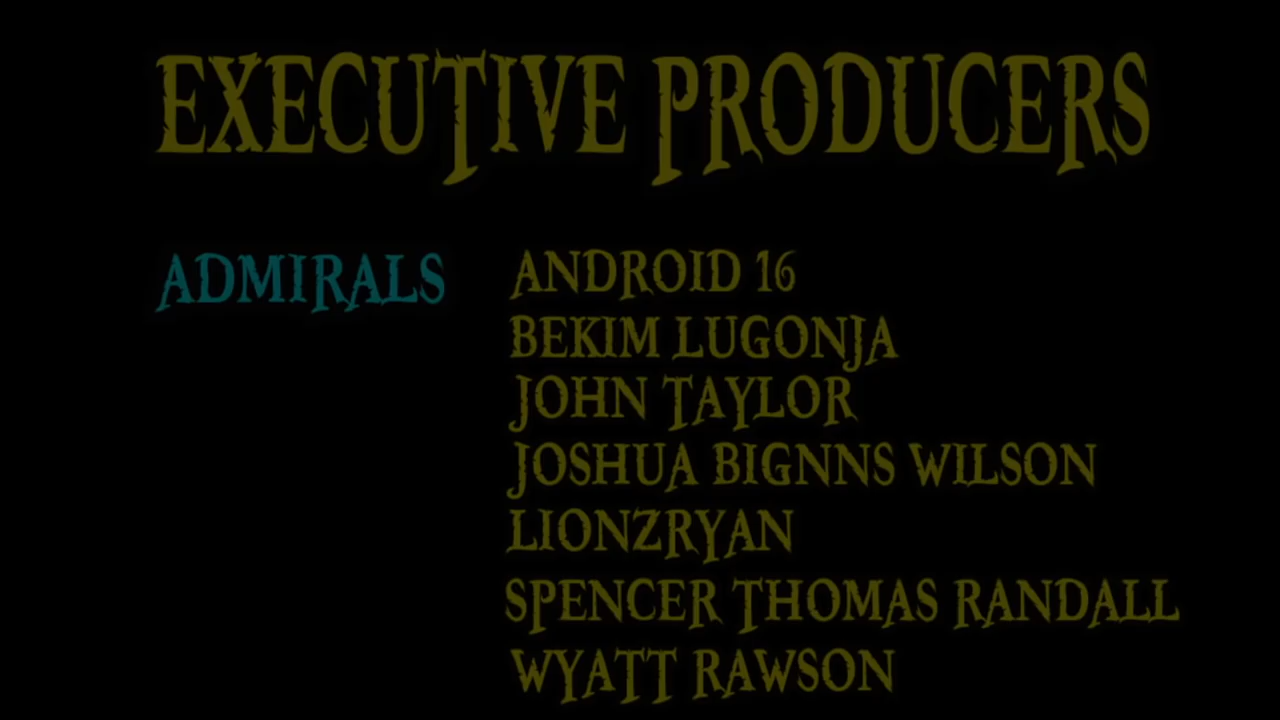 EXECUTIVE PRODUCERS
ADMIRALS ANDROID 16
BEKIM LUGONJA
JOHN TAYLOR
JOSHUA BIGNNS WILSON
LIONZRYAN
SPENCER THOMAS RANDALL
WYATT RAWSON